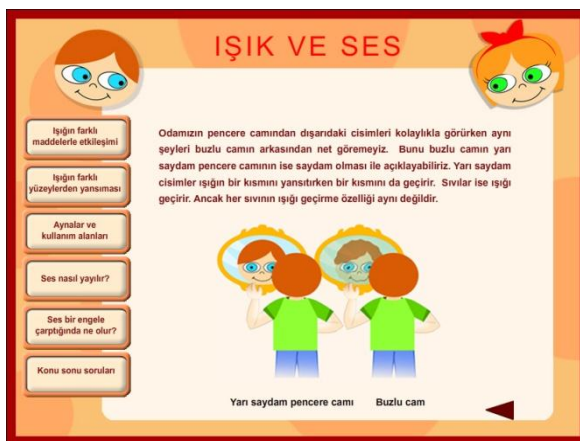 IŞIK VE SES
Işığın farklı
maddelerle etkileşimi
Işığın farklı
yüzeylerden yansıması
Aynalar ve
kullanım alanları
Ses nasıl yayılır?
Ses bir engele
çarptığında ne olur?
Konu sonu soruları
Odamızın pencere camından dışarıdaki cisimleri kolaylıkla görürken aynı
şeyleri buzlu camın arkasından net göremeyiz. Bunu buzlu camın yarı
saydam pencere camının ise saydam olması ile açıklayabiliriz. Yarı saydam
cisimler ışığın bir kısmını yansıtırken bir kısmını da geçirir. Sıvılar ise ışığı
geçirir. Ancak her sıvının ışığı geçirme özelliği aynı değildir.
Yarı saydam pencere camı Buzlu cam